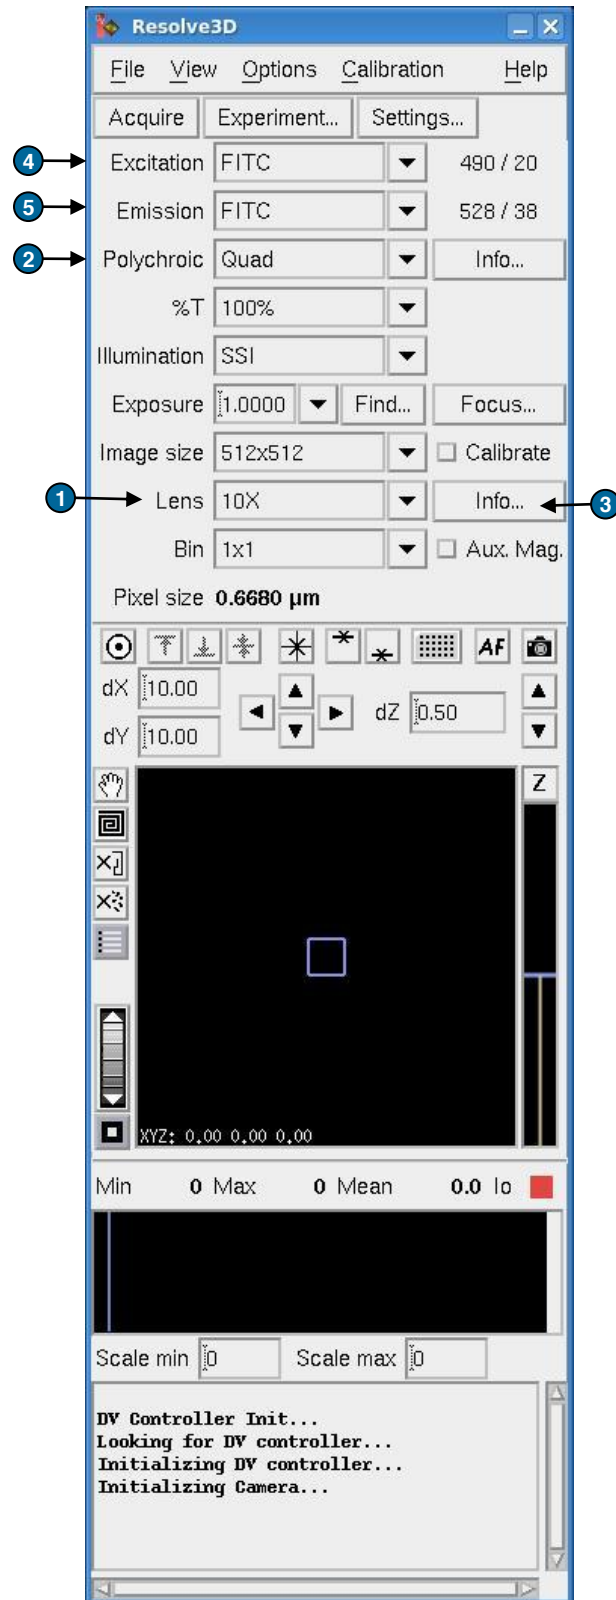 Resolve3D
File View Options Calibration Help
Acquire Experiment... Settings...
4 Excitation FITC 490 / 20
5 Emission FITC 528 / 38
2 Polychroic Quad Info...
%T 100%
Illumination SSI
Exposure 1.0000 Find... Focus...
Image size 512x512 Calibrate
1 Lens 10X Info... 3
Bin 1x1 Aux. Mag.
Pixel size 0.6680 µm
AF
dX 10.00
dZ 0.50
dY 10.00
Z
XYZ: 0.00 0.00 0.00
Min 0 Max 0 Mean 0.0 Io
Scale min 0 Scale max 0
DV Controller Init...
Looking for DV controller...
Initializing DV controller...
Initializing Camera...